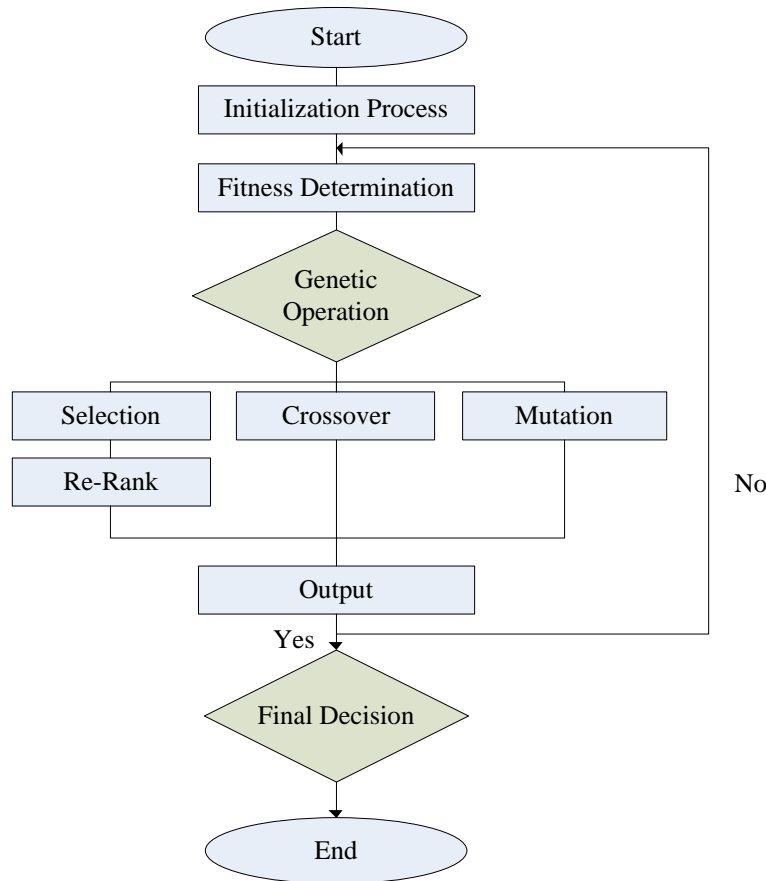 Start
Initialization Process
Fitness Determination
Genetic
Operation
Selection
Crossover
Mutation
Re-Rank
No
Output
Yes
Final Decision
End